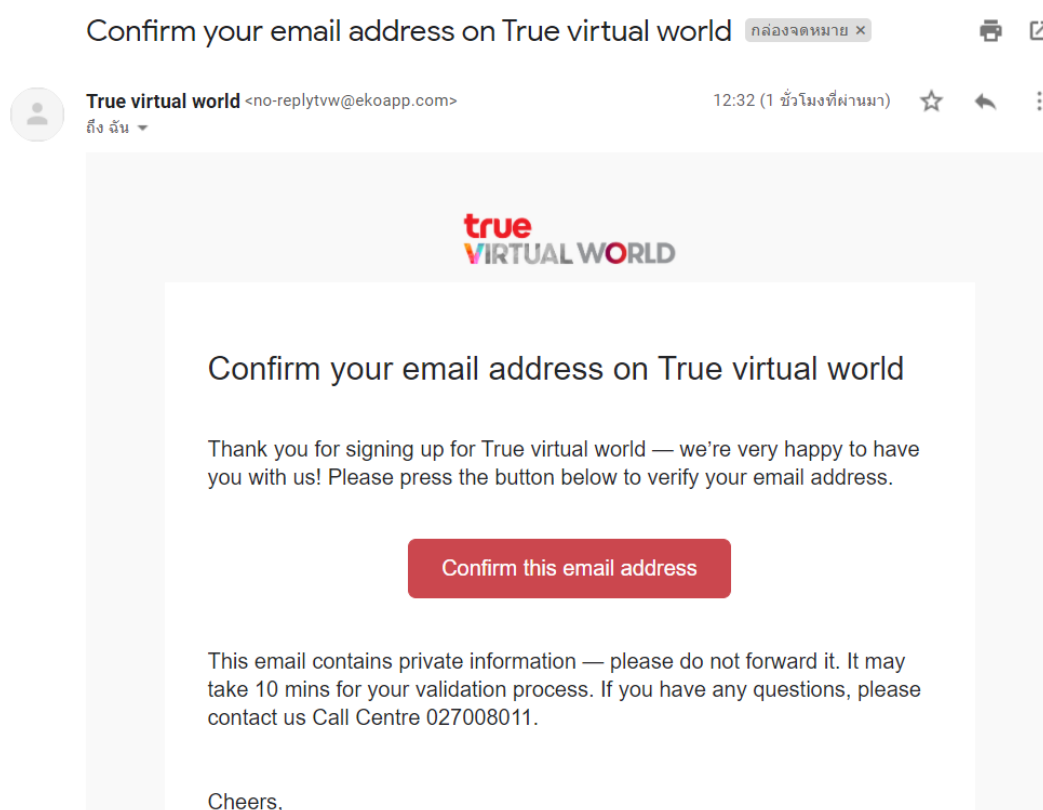 Confirm your email address on True virtual world กล่องจดหมาย ×
True virtual world <no-replytvw@ekoapp.com> 12:32 (1 ชั่วโมงที่ผ่านมา)
ถึง ฉัน
true
VIRTUAL WORLD
Confirm your email address on True virtual world
Thank you for signing up for True virtual world — we’re very happy to have
you with us! Please press the button below to verify your email address.
Confirm this email address
This email contains private information — please do not forward it. It may
take 10 mins for your validation process. If you have any questions, please
contact us Call Centre 027008011.
Cheers,